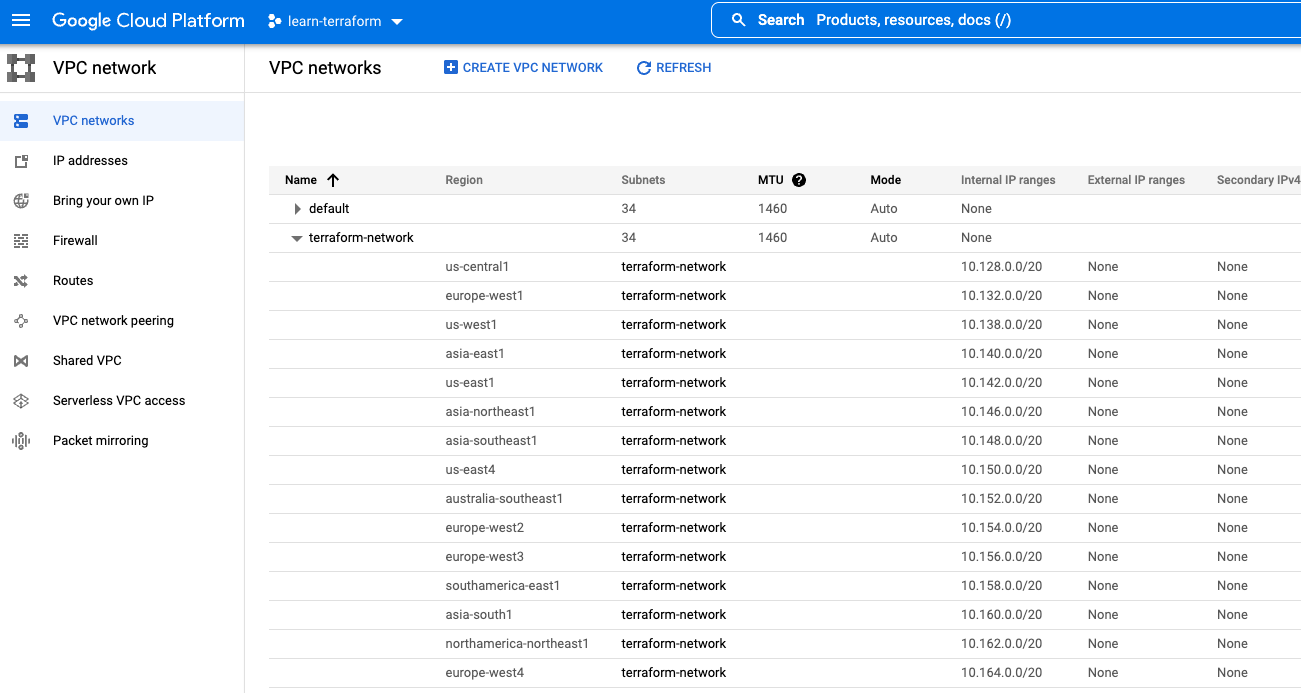 Google Cloud Platform learn-terraform Search Products, resources, docs (/)
VPC network
VPC networks
IP addresses
Bring your own IP
Firewall
Routes
VPC network peering
Shared VPC
Serverless VPC access
Packet mirroring
VPC networks CREATE VPC NETWORK REFRESH
Name Region Subnets MTU ? Mode Internal IP ranges External IP ranges Secondary IPv4
default 34 1460 Auto None
terraform-network 34 1460 Auto None
us-central1 terraform-network 10.128.0.0/20 None None
europe-west1 terraform-network 10.132.0.0/20 None None
us-west1 terraform-network 10.138.0.0/20 None None
asia-east1 terraform-network 10.140.0.0/20 None None
us-east1 terraform-network 10.142.0.0/20 None None
asia-northeast1 terraform-network 10.146.0.0/20 None None
asia-southeast1 terraform-network 10.148.0.0/20 None None
us-east4 terraform-network 10.150.0.0/20 None None
australia-southeast1 terraform-network 10.152.0.0/20 None None
europe-west2 terraform-network 10.154.0.0/20 None None
europe-west3 terraform-network 10.156.0.0/20 None None
southamerica-east1 terraform-network 10.158.0.0/20 None None
asia-south1 terraform-network 10.160.0.0/20 None None
northamerica-northeast1 terraform-network 10.162.0.0/20 None None
europe-west4 terraform-network 10.164.0.0/20 None None